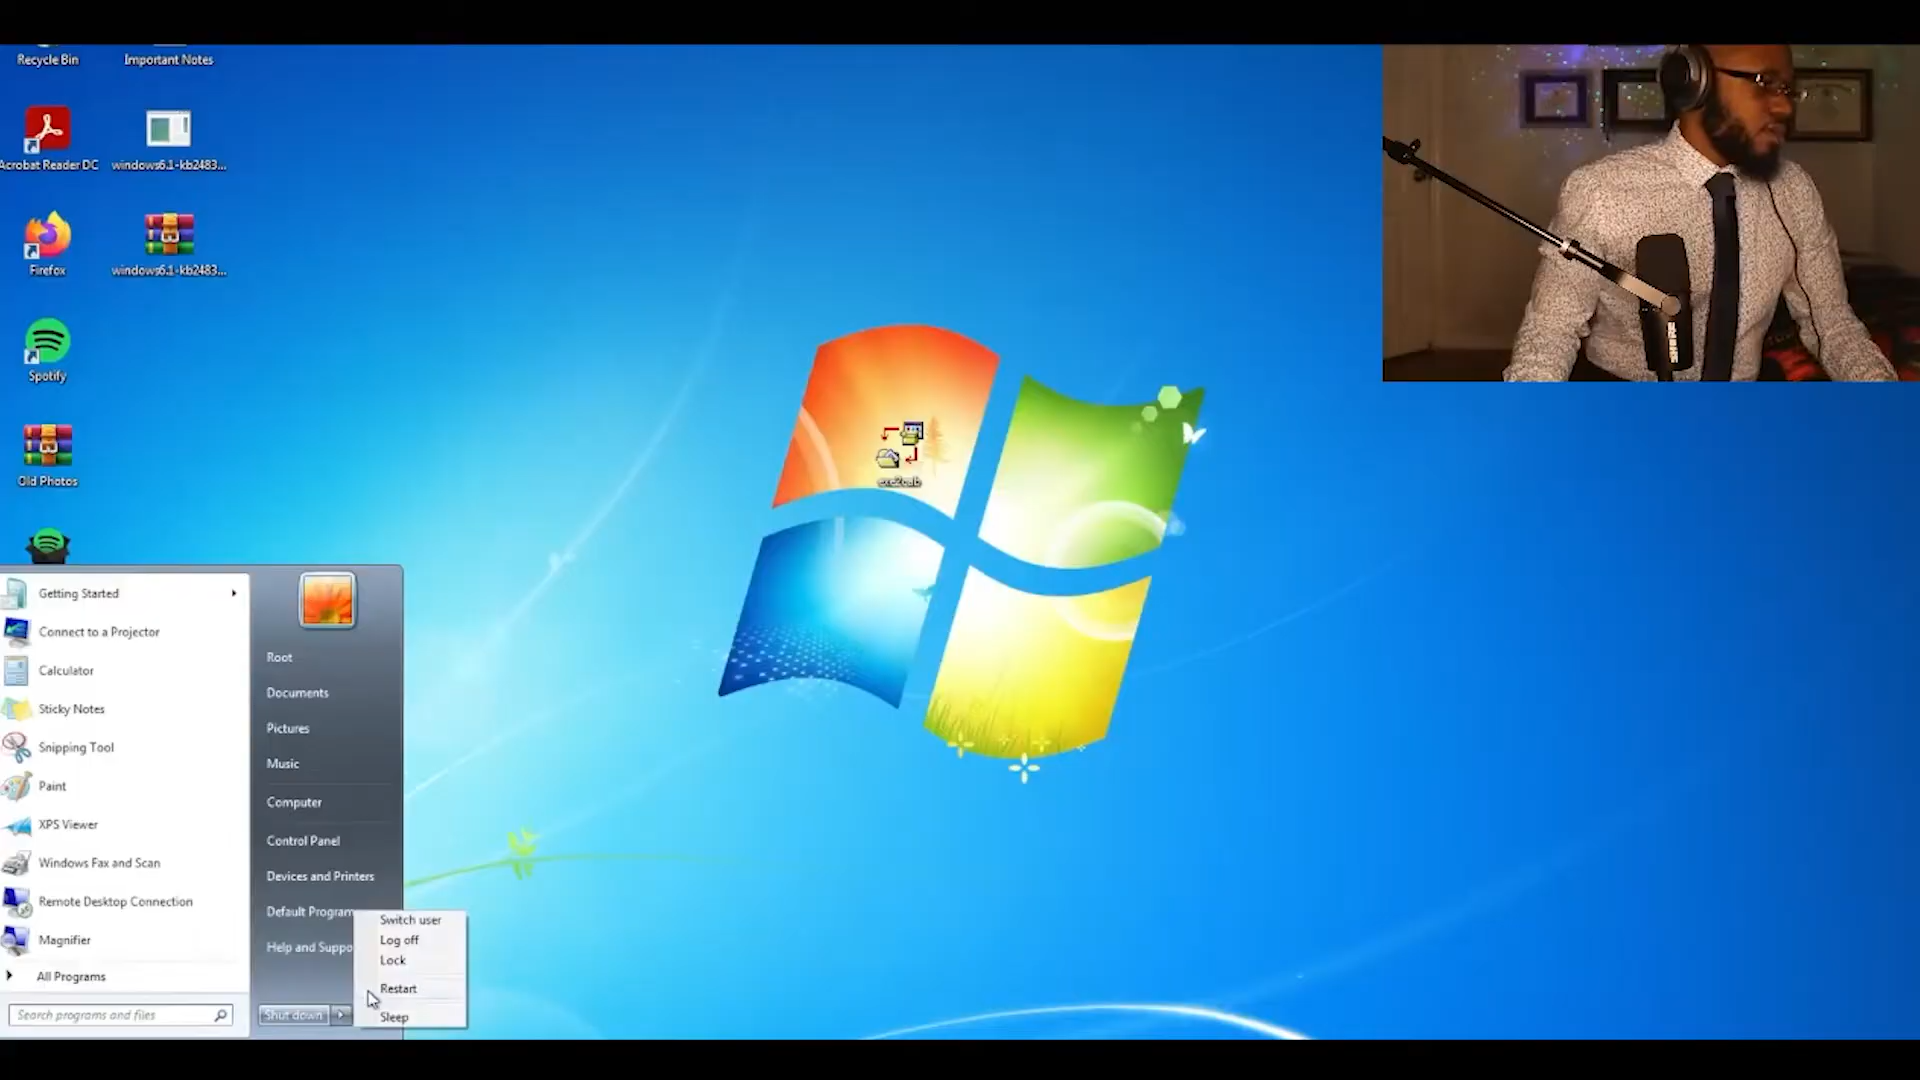 Recycle Bin
Important Notes
Acrobat Reader DC
windows6.1-kb2483...
Firefox
windows6.1-kb2483...
Spotify
Old Photos
exe2cab
Getting Started
Connect to a Projector
Calculator
Sticky Notes
Snipping Tool
Paint
XPS Viewer
Windows Fax and Scan
Remote Desktop Connection
Magnifier
All Programs
Search programs and files
Root
Documents
Pictures
Music
Computer
Control Panel
Devices and Printers
Default Program
Help and Suppo
Shut down
Switch user
Log off
Lock
Restart
Sleep
SHURE